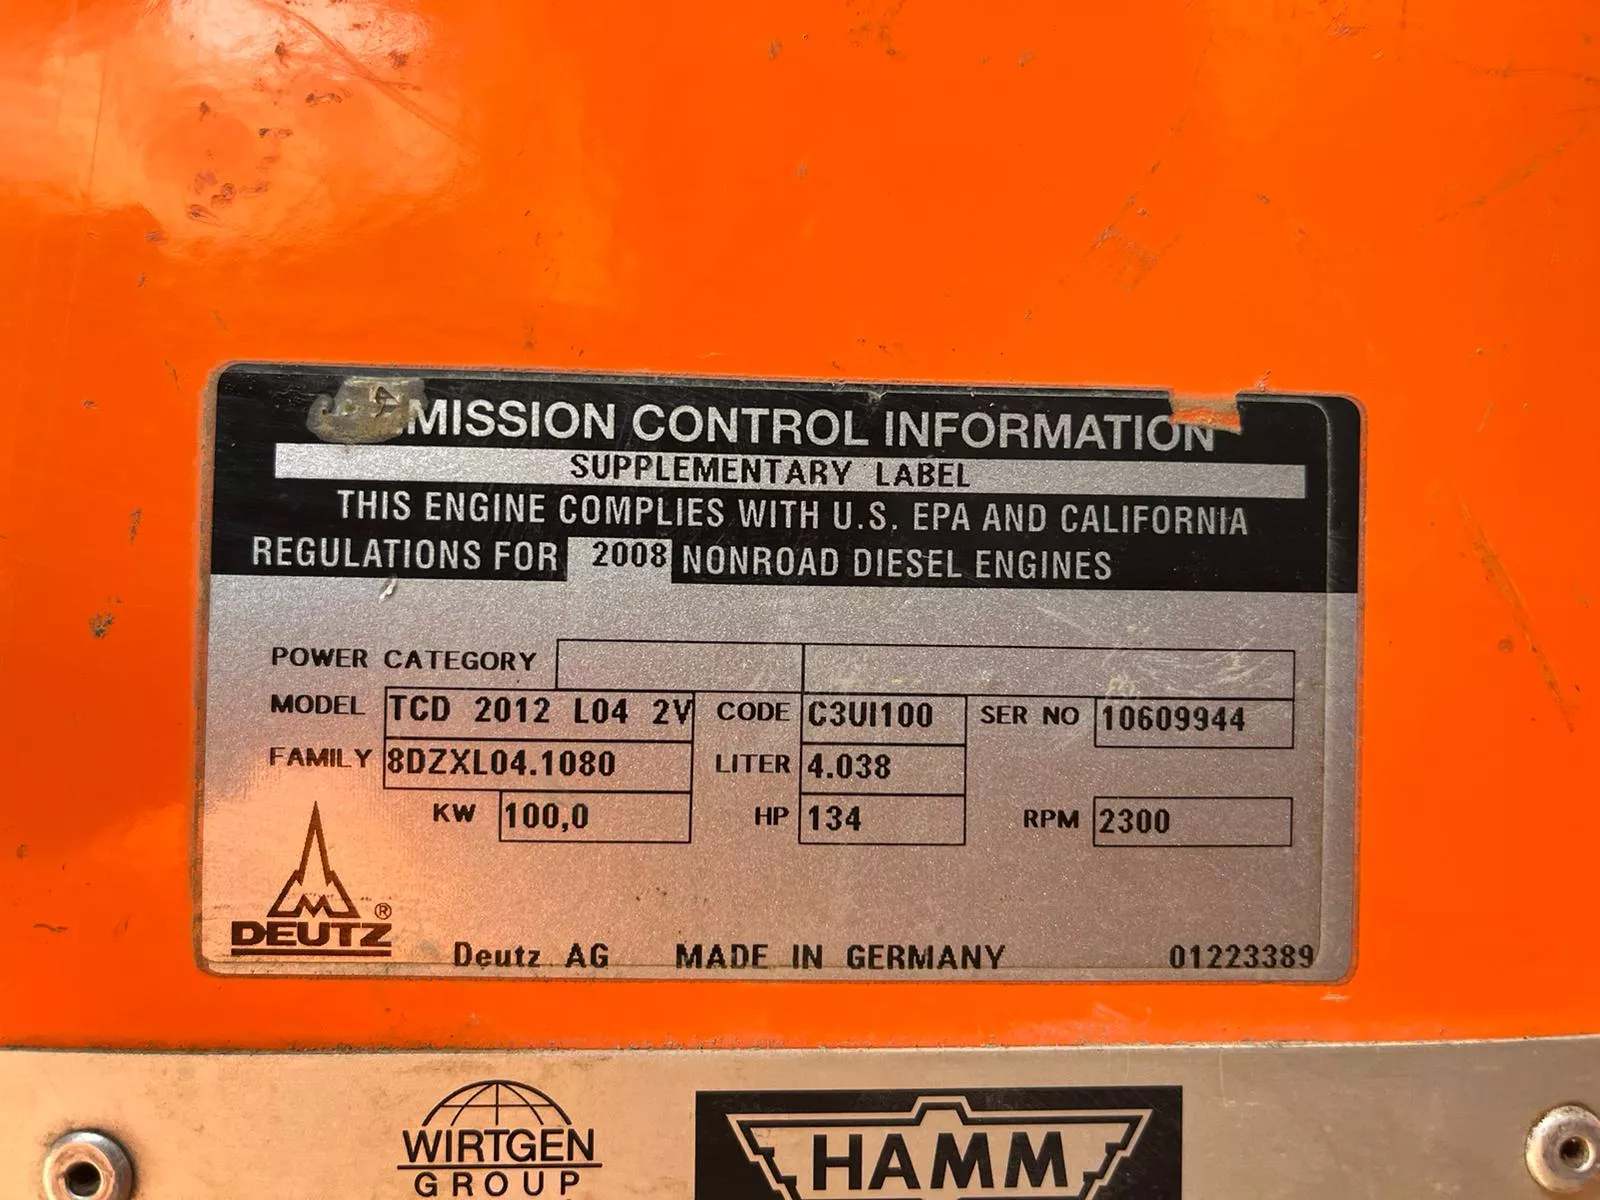 MISSION CONTROL INFORMATION
SUPPLEMENTARY LABEL
THIS ENGINE COMPLIES WITH U.S. EPA AND CALIFORNIA
REGULATIONS FOR 2008 NONROAD DIESEL ENGINES
POWER CATEGORY
MODEL TCD 2012 L04 2V CODE C3UI100 SER NO 10609944
FAMILY 8DZXL04.1080 LITER 4.038
KW 100,0 HP 134 RPM 2300
DEUTZ ®
Deutz AG MADE IN GERMANY 01223389
WIRTGEN
GROUP
HAMM